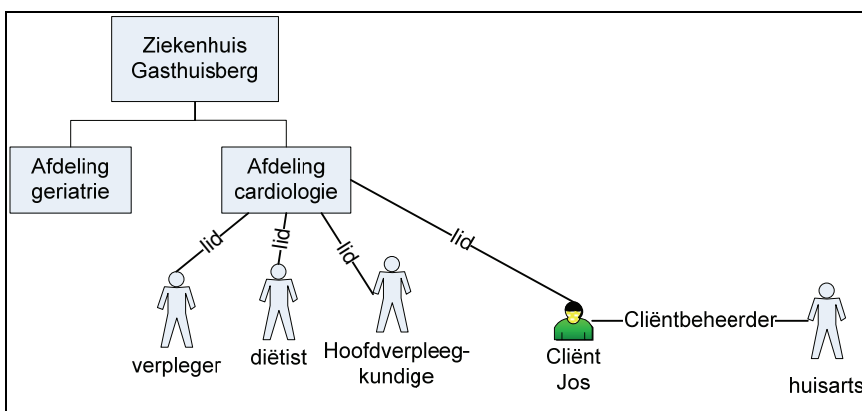 Ziekenhuis
Gasthuisberg
Afdeling
geriatrie
Afdeling
cardiologie
lid
lid
lid
lid
verpleger
diëtist
Hoofdverpleeg-
kundige
Cliënt
Jos
Cliëntbeheerder
huisarts